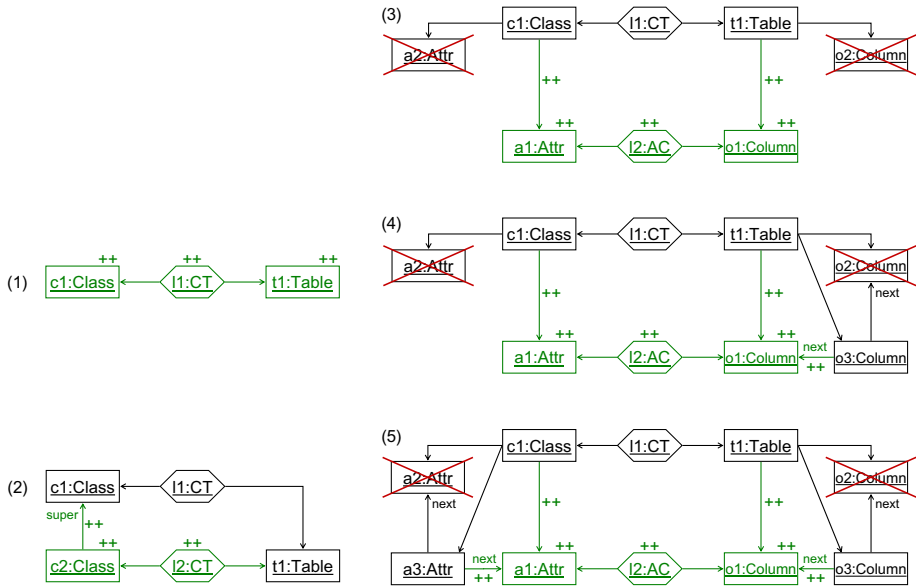 (3)
c1:Class
l1:CT
t1:Table
a2:Attr
o2:Column
++
++
++
++
++
a1:Attr
l2:AC
o1:Column
(4)
c1:Class
l1:CT
t1:Table
a2:Attr
o2:Column
++
++
next
++
++
++
a1:Attr
l2:AC
o1:Column
next
++
o3:Column
(1)
++
++
++
c1:Class
l1:CT
t1:Table
(5)
c1:Class
l1:CT
t1:Table
a2:Attr
o2:Column
next
++
++
next
++
++
++
a3:Attr
next
++
a1:Attr
l2:AC
o1:Column
next
++
o3:Column
(2)
c1:Class
l1:CT
super
++
++
++
c2:Class
l2:CT
t1:Table